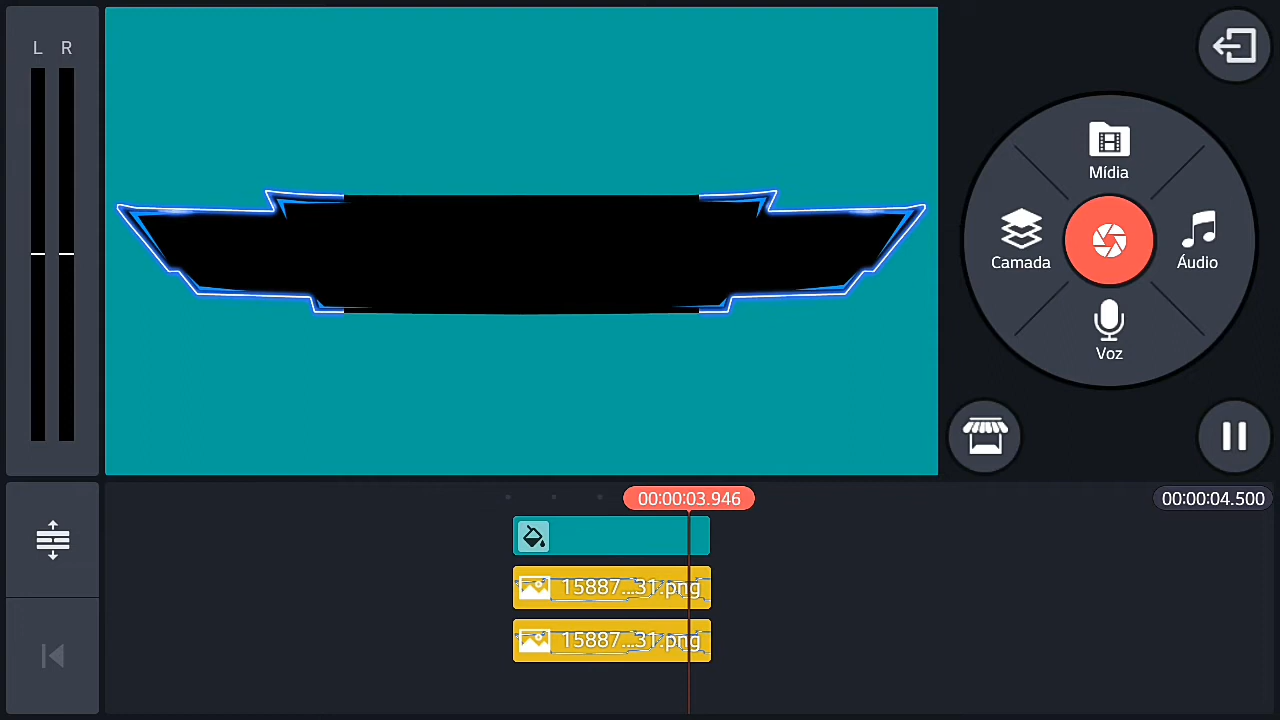 L R
Mídia
Camada
Áudio
Voz
00:00:03.946
00:00:04.500
15887...31.png
15887...31.png